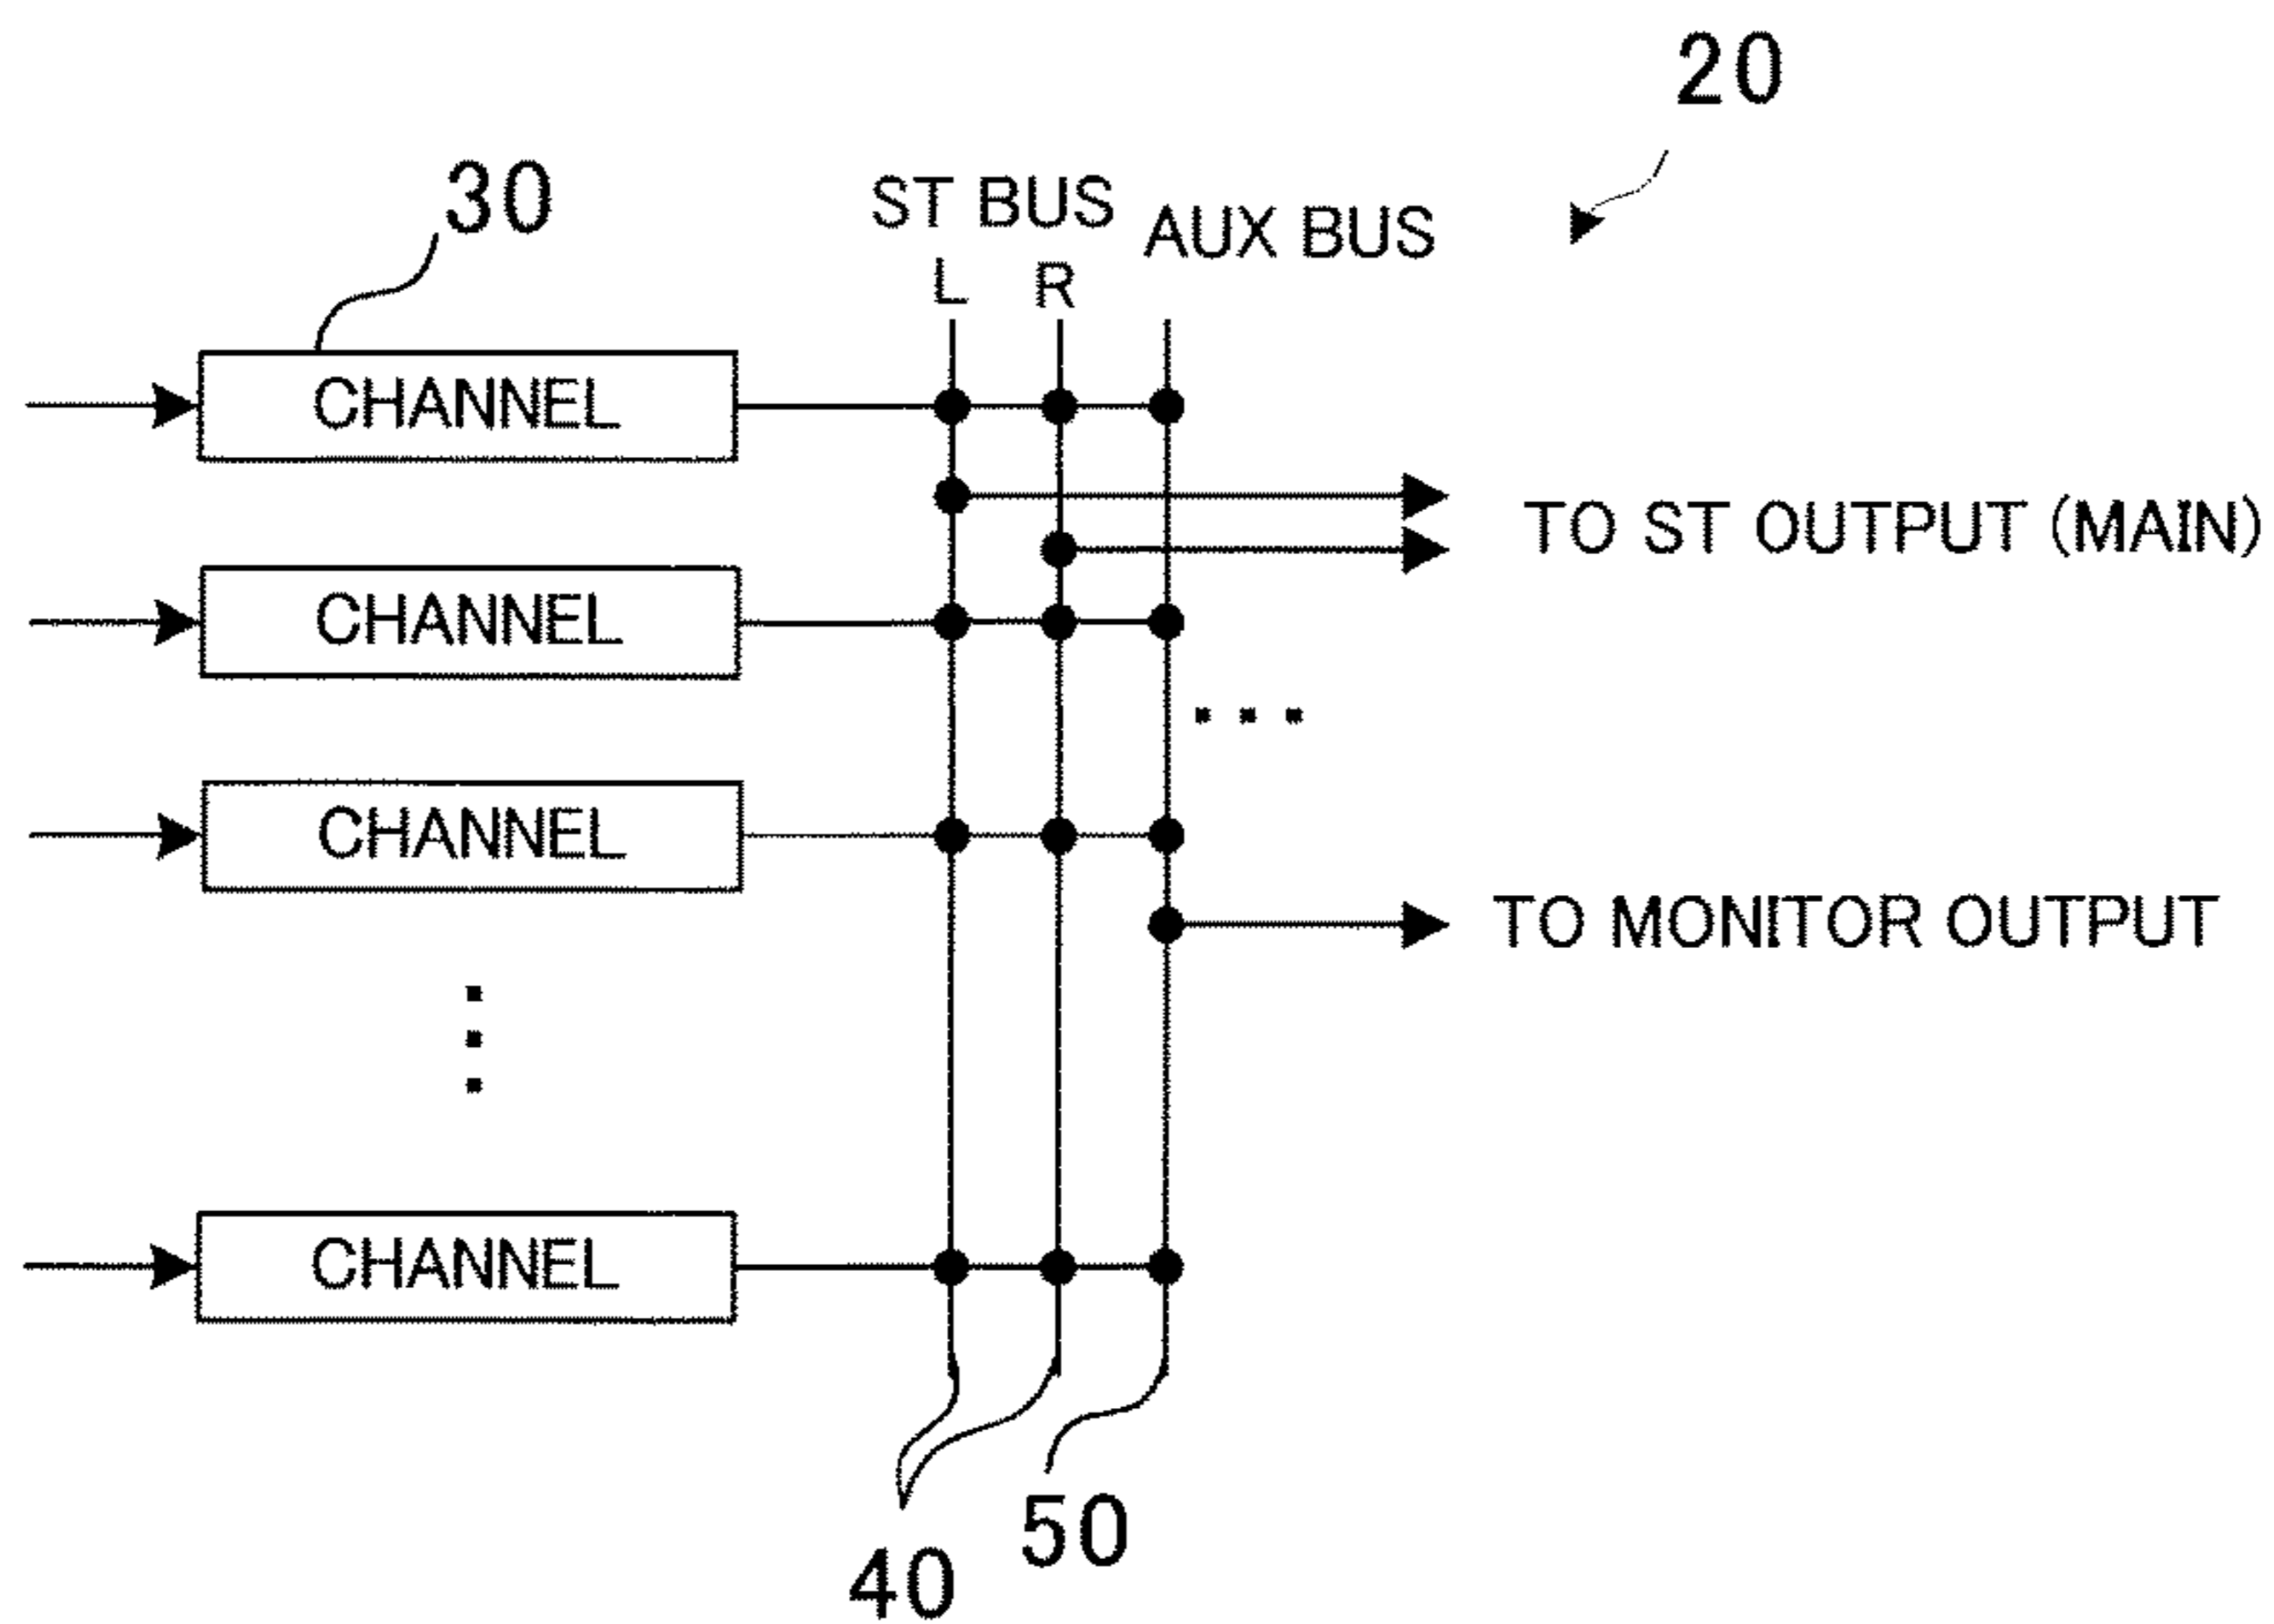 20
30
ST BUS
AUX BUS
L R
CHANNEL
TO ST OUTPUT (MAIN)
CHANNEL
...
CHANNEL
TO MONITOR OUTPUT
CHANNEL
50
40